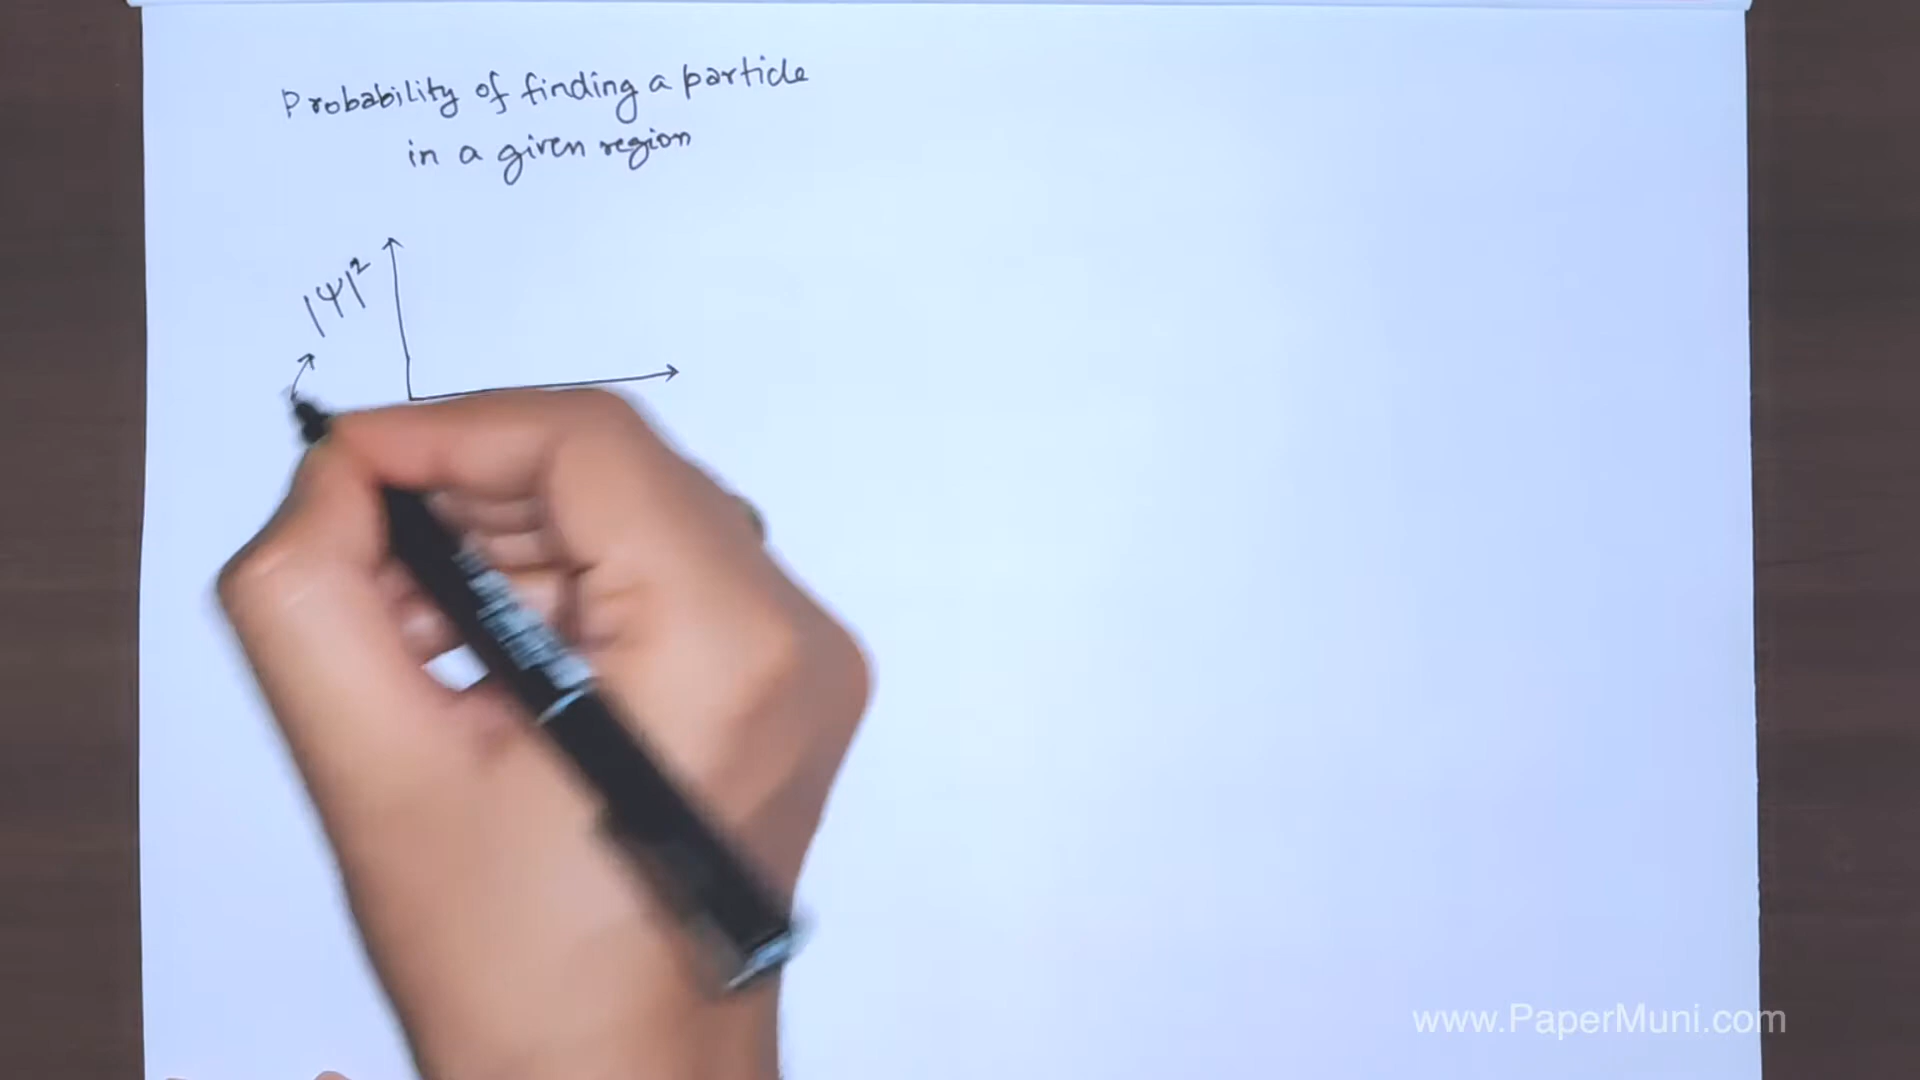 Probability of finding a particle
in a given region
|Ψ|²
www.PaperMuni.com